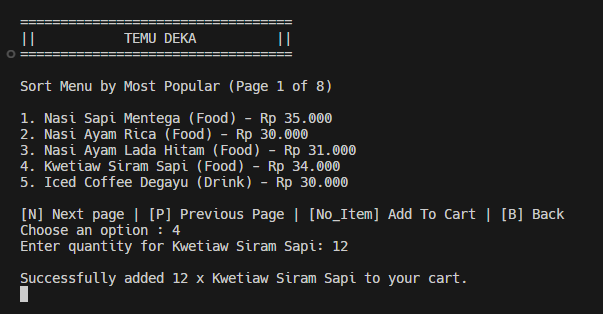 ==================================
||           TEMU DEKA          ||
==================================
Sort Menu by Most Popular (Page 1 of 8)
1. Nasi Sapi Mentega (Food) - Rp 35.000
2. Nasi Ayam Rica (Food) - Rp 30.000
3. Nasi Ayam Lada Hitam (Food) - Rp 31.000
4. Kwetiaw Siram Sapi (Food) - Rp 34.000
5. Iced Coffee Degayu (Drink) - Rp 30.000
[N] Next page | [P] Previous Page | [No_Item] Add To Cart | [B] Back
Choose an option : 4
Enter quantity for Kwetiaw Siram Sapi: 12
Successfully added 12 x Kwetiaw Siram Sapi to your cart.